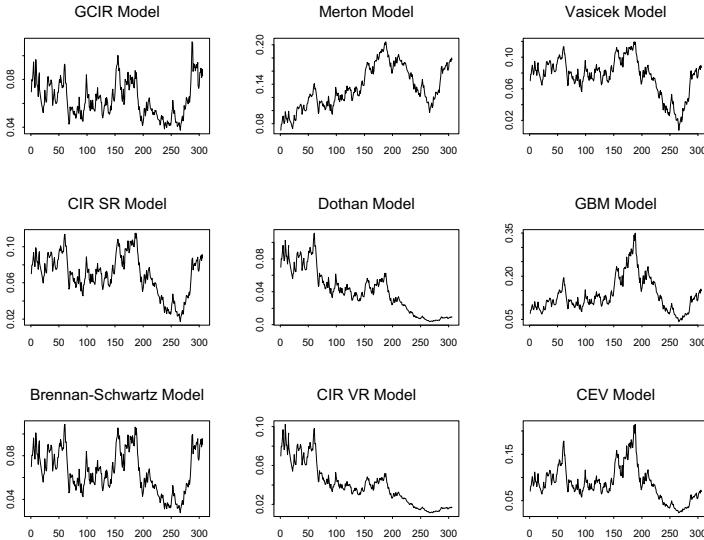 GCIR Model Merton Model Vasicek Model
0.04 0.08
0.08 0.14 0.20
0.02 0.06 0.10
0 50 100 150 200 250 300 0 50 100 150 200 250 300 0 50 100 150 200 250 300
CIR SR Model Dothan Model GBM Model
0.02 0.06 0.10
0.0 0.04 0.08
0.05 0.20 0.35
0 50 100 150 200 250 300 0 50 100 150 200 250 300 0 50 100 150 200 250 300
Brennan-Schwartz Model CIR VR Model CEV Model
0.04 0.08
0.02 0.06 0.10
0.05 0.15
0 50 100 150 200 250 300 0 50 100 150 200 250 300 0 50 100 150 200 250 300